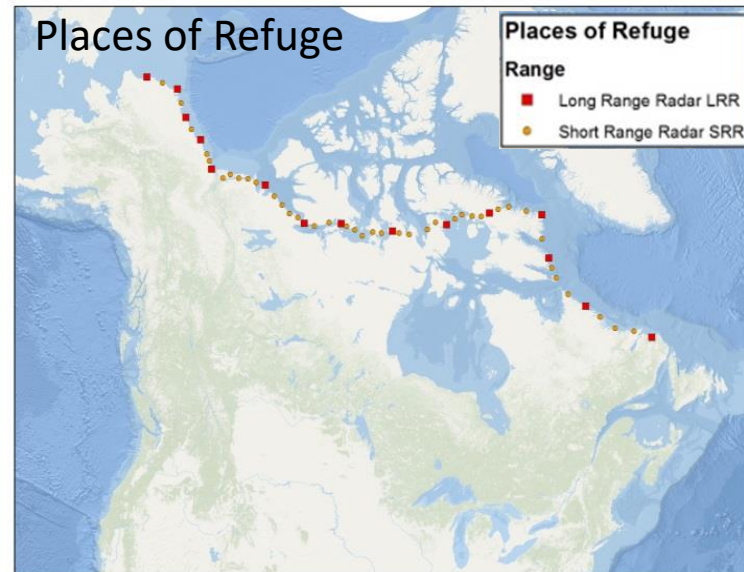 Places of Refuge
Places of Refuge
Range
Long Range Radar LRR
Short Range Radar SRR